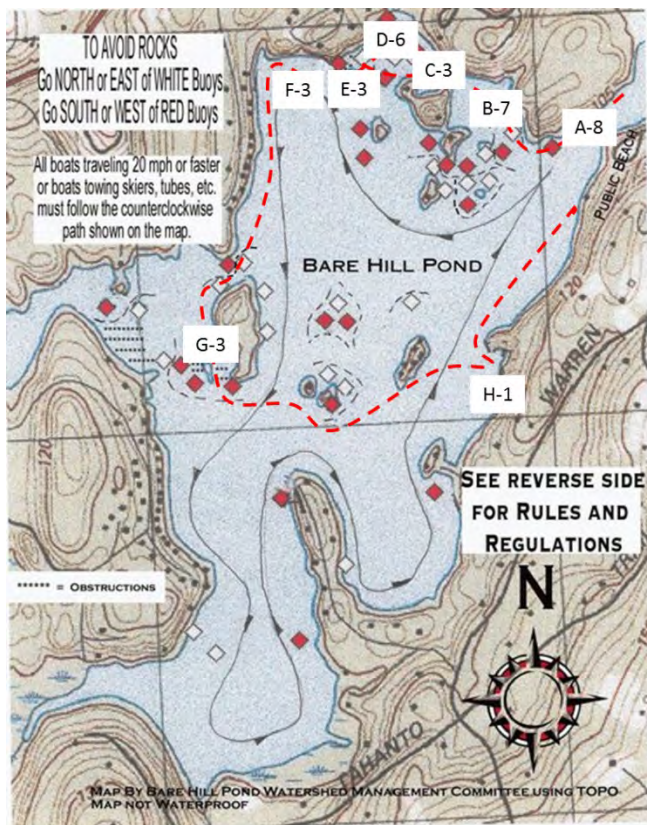 TO AVOID ROCKS
Go NORTH or EAST of WHITE Buoys
Go SOUTH or WEST of RED Buoys
All boats traveling 20 mph or faster
or boats towing skiers, tubes, etc.
must follow the counterclockwise
path shown on the map.
D-6
C-3
F-3
E-3
B-7
A-8
105
PUBLIC BEACH
BARE HILL POND
120
G-3
H-1
WARREN
120
SEE REVERSE SIDE
FOR RULES AND
REGULATIONS
****** = OBSTRUCTIONS
N
TAHANTO
MAP BY BARE HILL POND WATERSHED MANAGEMENT COMMITTEE USING TOPO
MAP NOT WATERPROOF